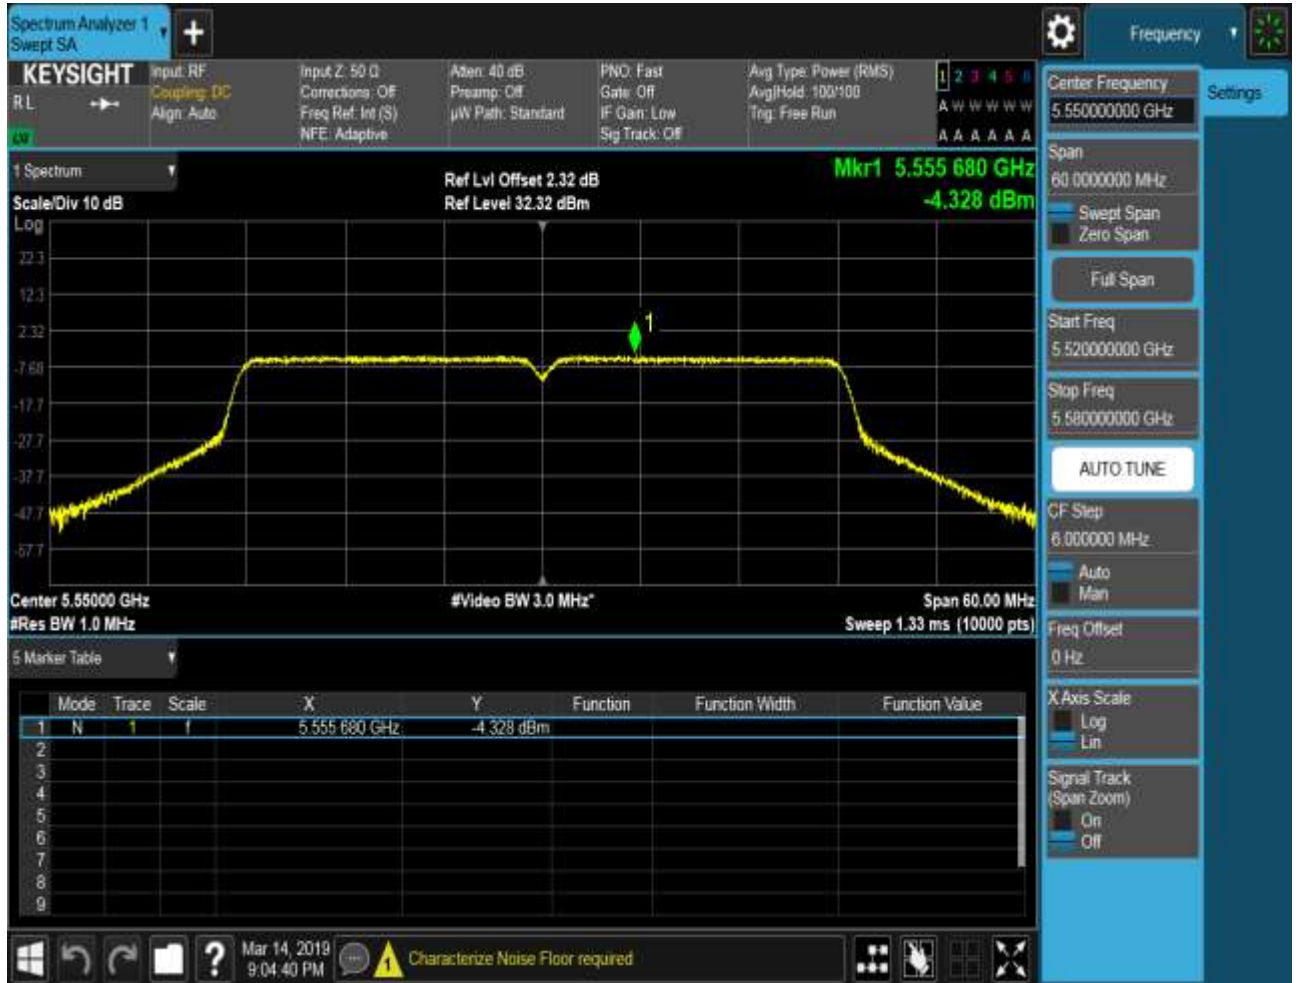 Spectrum Analyzer 1
Swept SA
+
Frequency
KEYSIGHT
RL
Input: RF
Coupling: DC
Align: Auto
Input Z: 50 Ω
Corrections: Off
Freq Ref: Int (S)
NFE: Adaptive
Atten: 40 dB
Preamp: Off
µW Path: Standard
PNO: Fast
Gate: Off
IF Gain: Low
Sig Track: Off
Avg Type: Power (RMS)
Avg|Hold: 100/100
Trig: Free Run
1 2 3 4 5 6
A W W W W W
A A A A A A
1 Spectrum
Scale/Div 10 dB
Ref Lvl Offset 2.32 dB
Ref Level 32.32 dBm
Mkr1 5.555 680 GHz
-4.328 dBm
Log
22.3
12.3
2.32
-7.68
-17.7
-27.7
-37.7
-47.7
-57.7
1
Center 5.55000 GHz
#Res BW 1.0 MHz
#Video BW 3.0 MHz*
Span 60.00 MHz
Sweep 1.33 ms (10000 pts)
5 Marker Table
Mode Trace Scale X Y Function Function Width Function Value
1 N 1 f 5.555 680 GHz -4.328 dBm
2
3
4
5
6
7
8
9
Mar 14, 2019
9:04:40 PM
?
1
Characterize Noise Floor required
Center Frequency
5.550000000 GHz
Settings
Span
60.0000000 MHz
Swept Span
Zero Span
Full Span
Start Freq
5.520000000 GHz
Stop Freq
5.580000000 GHz
AUTO TUNE
CF Step
6.000000 MHz
Auto
Man
Freq Offset
0 Hz
X Axis Scale
Log
Lin
Signal Track
(Span Zoom)
On
Off